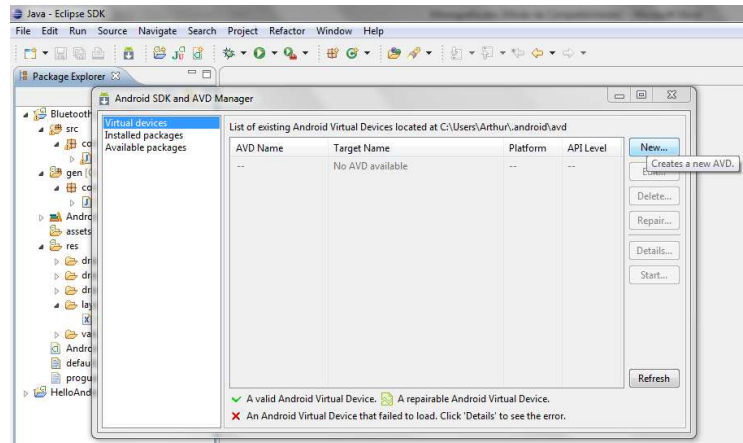 Java - Eclipse SDK
File Edit Run Source Navigate Search Project Refactor Window Help
Package Explorer
Android SDK and AVD Manager
Bluetooth
src
gen
assets
res
HelloAnd
Virtual devices
Installed packages
Available packages
List of existing Android Virtual Devices located at C:\Users\Arthur\.android\avd
AVD Name Target Name Platform API Level
-- No AVD available -- --
New...
Creates a new AVD.
Delete...
Repair...
Details...
Start...
Refresh
A valid Android Virtual Device. A repairable Android Virtual Device.
An Android Virtual Device that failed to load. Click 'Details' to see the error.